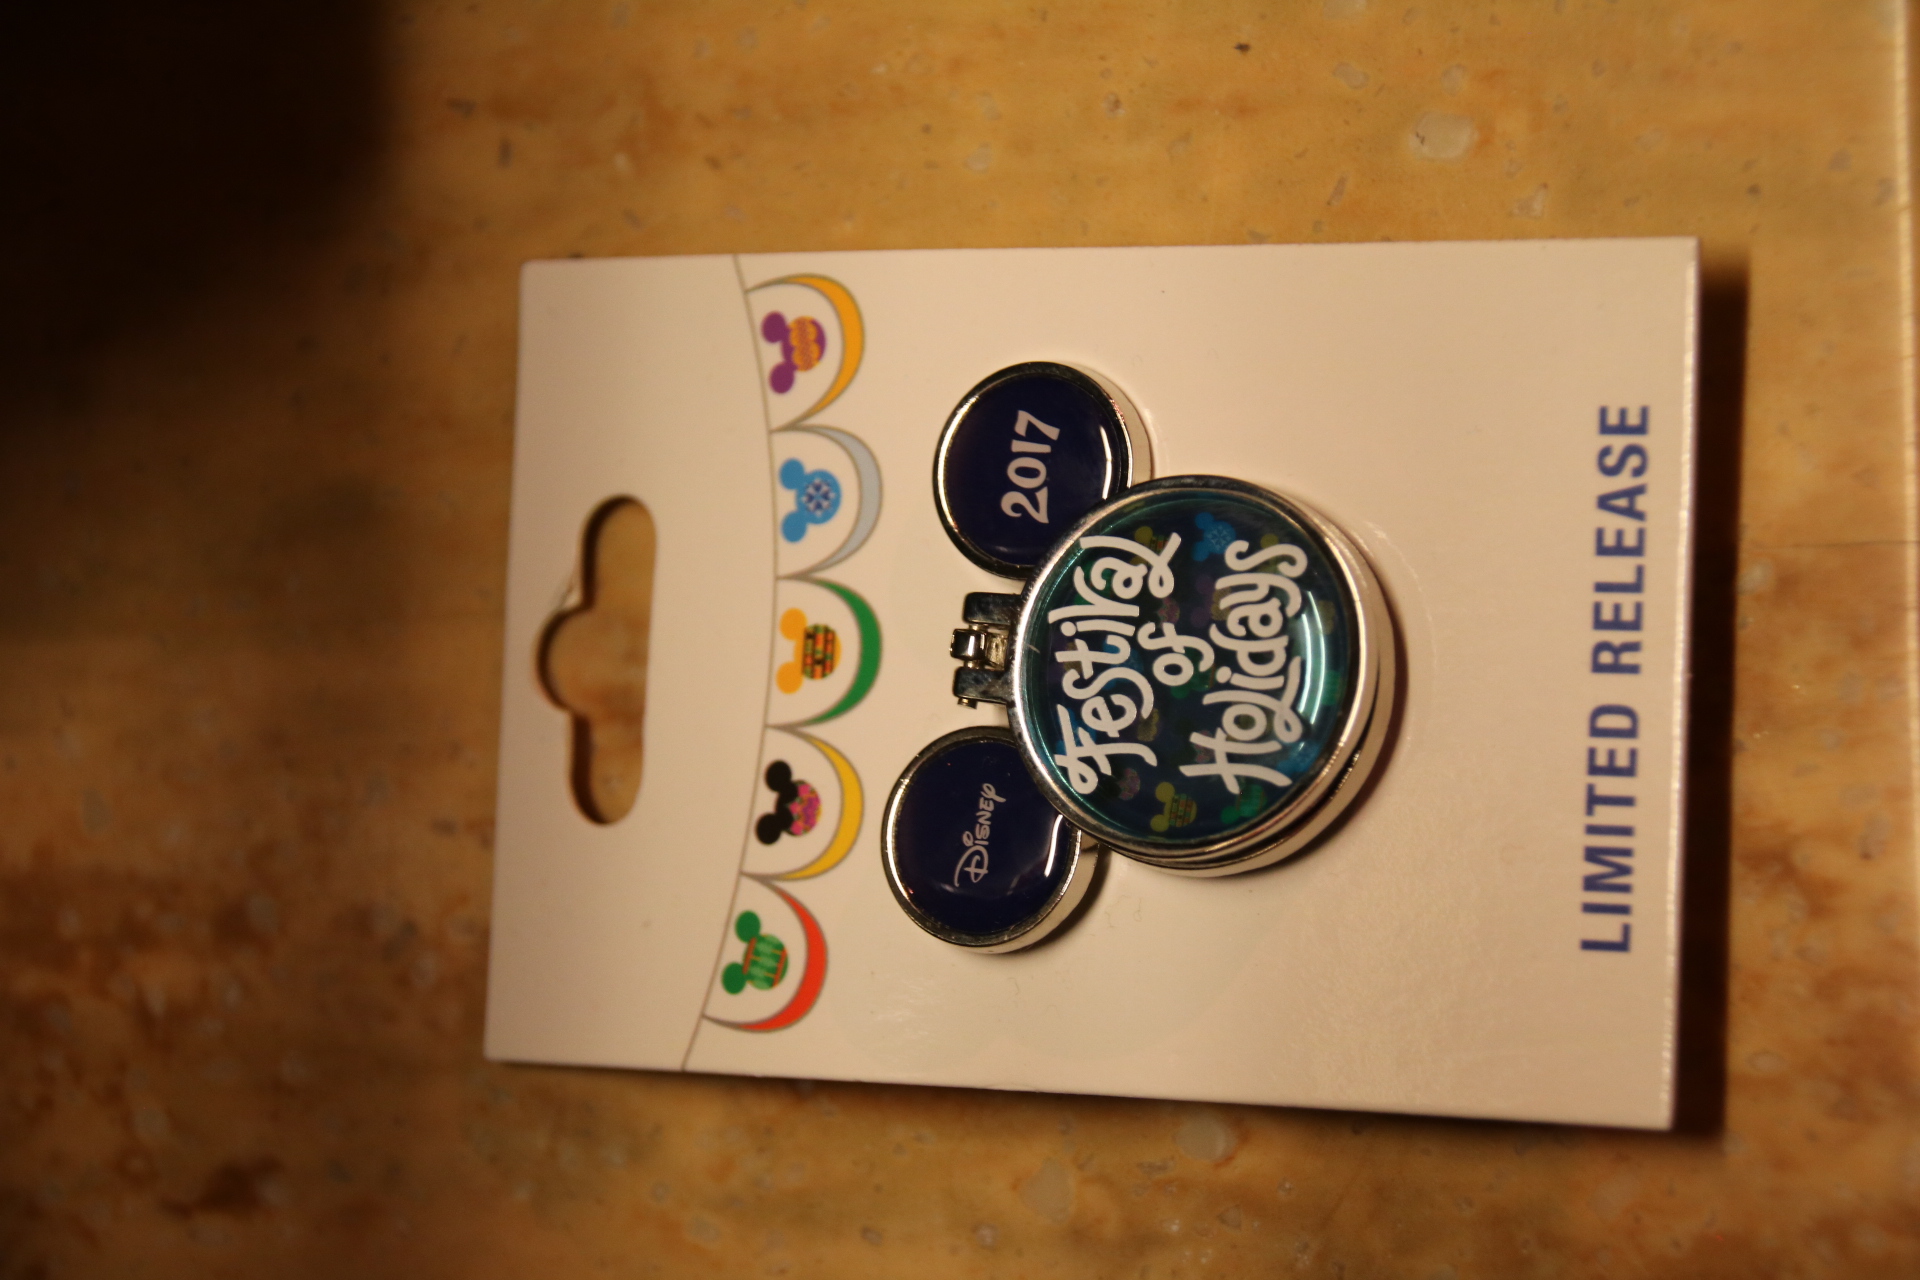 Disney
2017
Festival
of
Holidays
LIMITED RELEASE